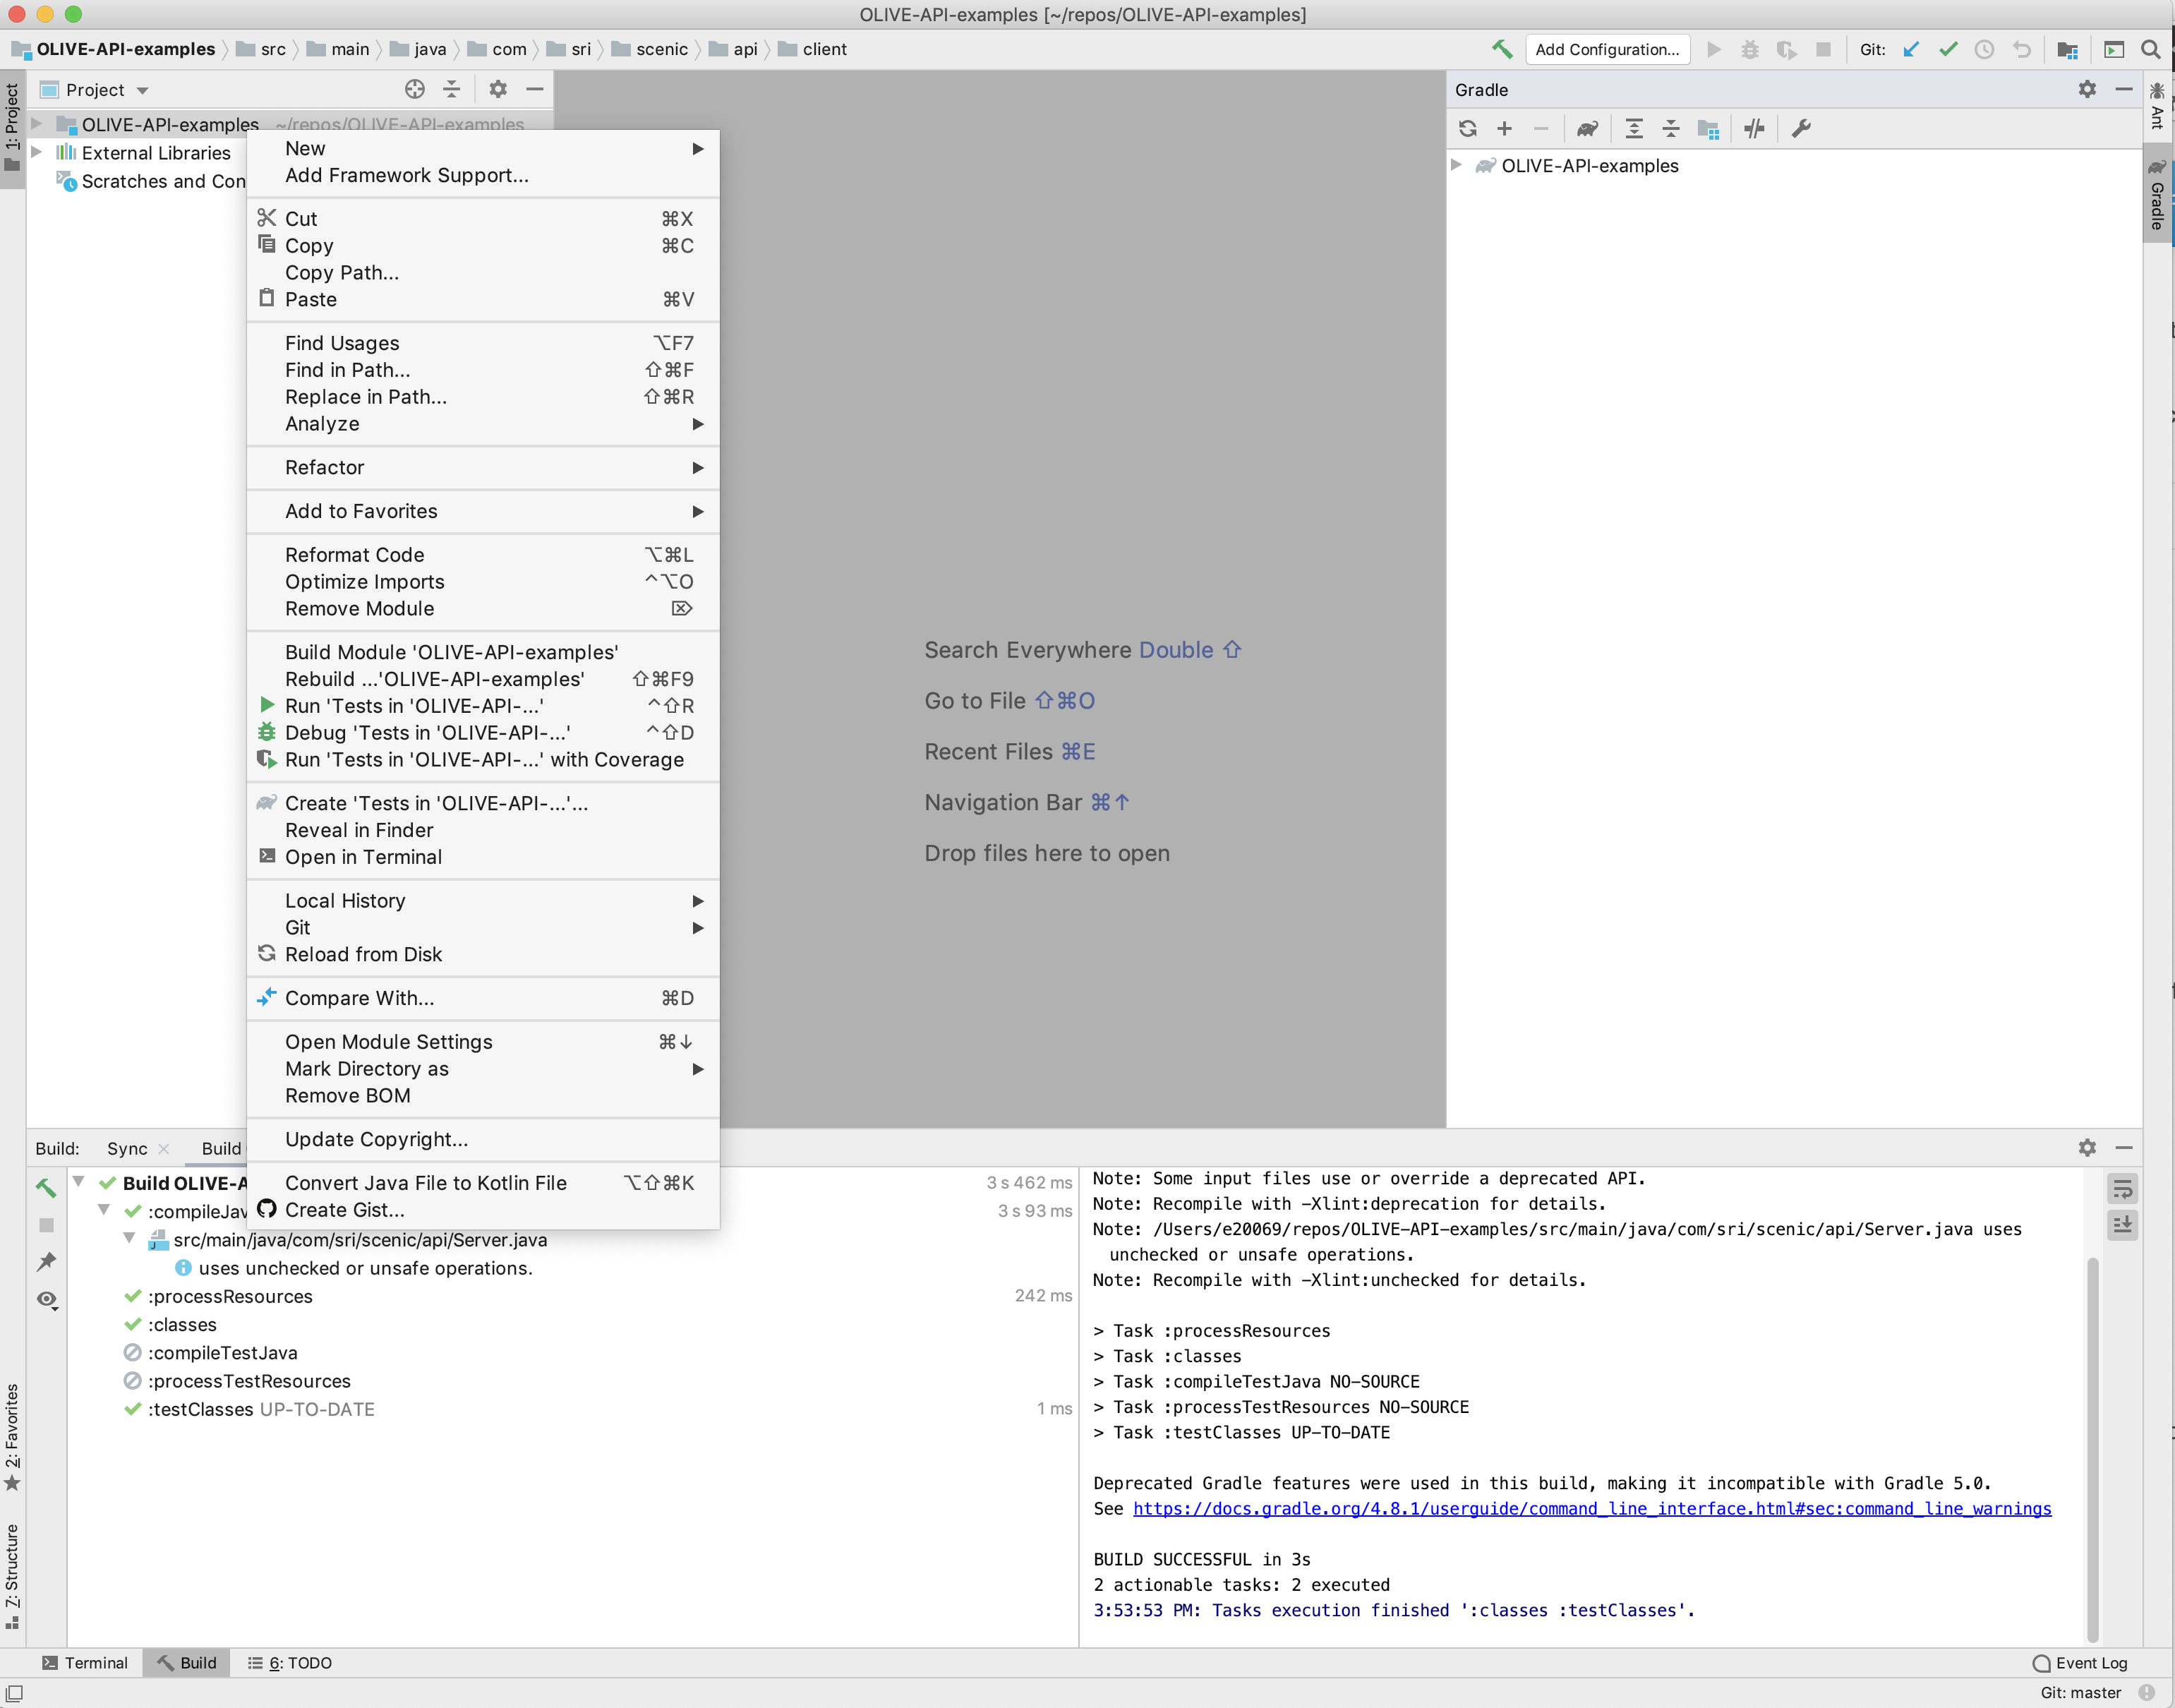 OLIVE-API-examples [~/repos/OLIVE-API-examples]
OLIVE-API-examples src main java com sri scenic api client
Add Configuration...
Git:
1: Project
Project
OLIVE-API-examples ~/repos/OLIVE-API-examples
External Libraries
Scratches and Con
New
Add Framework Support...
Cut ⌘X
Copy ⌘C
Copy Path...
Paste ⌘V
Find Usages ⌥F7
Find in Path... ⇧⌘F
Replace in Path... ⇧⌘R
Analyze
Refactor
Add to Favorites
Reformat Code ⌥⌘L
Optimize Imports ^⌥O
Remove Module ⌦
Build Module 'OLIVE-API-examples'
Rebuild ...'OLIVE-API-examples' ⇧⌘F9
Run 'Tests in 'OLIVE-API-...' ^⇧R
Debug 'Tests in 'OLIVE-API-...' ^⇧D
Run 'Tests in 'OLIVE-API-...' with Coverage
Create 'Tests in 'OLIVE-API-...'...
Reveal in Finder
Open in Terminal
Local History
Git
Reload from Disk
Compare With... ⌘D
Open Module Settings ⌘↓
Mark Directory as
Remove BOM
Update Copyright...
Convert Java File to Kotlin File ⌥⇧⌘K
Create Gist...
Search Everywhere Double ⇧
Go to File ⇧⌘O
Recent Files ⌘E
Navigation Bar ⌘↑
Drop files here to open
Gradle
OLIVE-API-examples
Ant
Gradle
Build: Sync Build
Build OLIVE-A 3 s 462 ms
:compileJav 3 s 93 ms
src/main/java/com/sri/scenic/api/Server.java
uses unchecked or unsafe operations.
:processResources 242 ms
:classes
:compileTestJava
:processTestResources
:testClasses UP-TO-DATE 1 ms
Note: Some input files use or override a deprecated API.
Note: Recompile with -Xlint:deprecation for details.
Note: /Users/e20069/repos/OLIVE-API-examples/src/main/java/com/sri/scenic/api/Server.java uses
unchecked or unsafe operations.
Note: Recompile with -Xlint:unchecked for details.
> Task :processResources
> Task :classes
> Task :compileTestJava NO-SOURCE
> Task :processTestResources NO-SOURCE
> Task :testClasses UP-TO-DATE
Deprecated Gradle features were used in this build, making it incompatible with Gradle 5.0.
See https://docs.gradle.org/4.8.1/userguide/command_line_interface.html#sec:command_line_warnings
BUILD SUCCESSFUL in 3s
2 actionable tasks: 2 executed
3:53:53 PM: Tasks execution finished ':classes :testClasses'.
2: Favorites
7: Structure
Terminal Build 6: TODO Event Log
Git: master